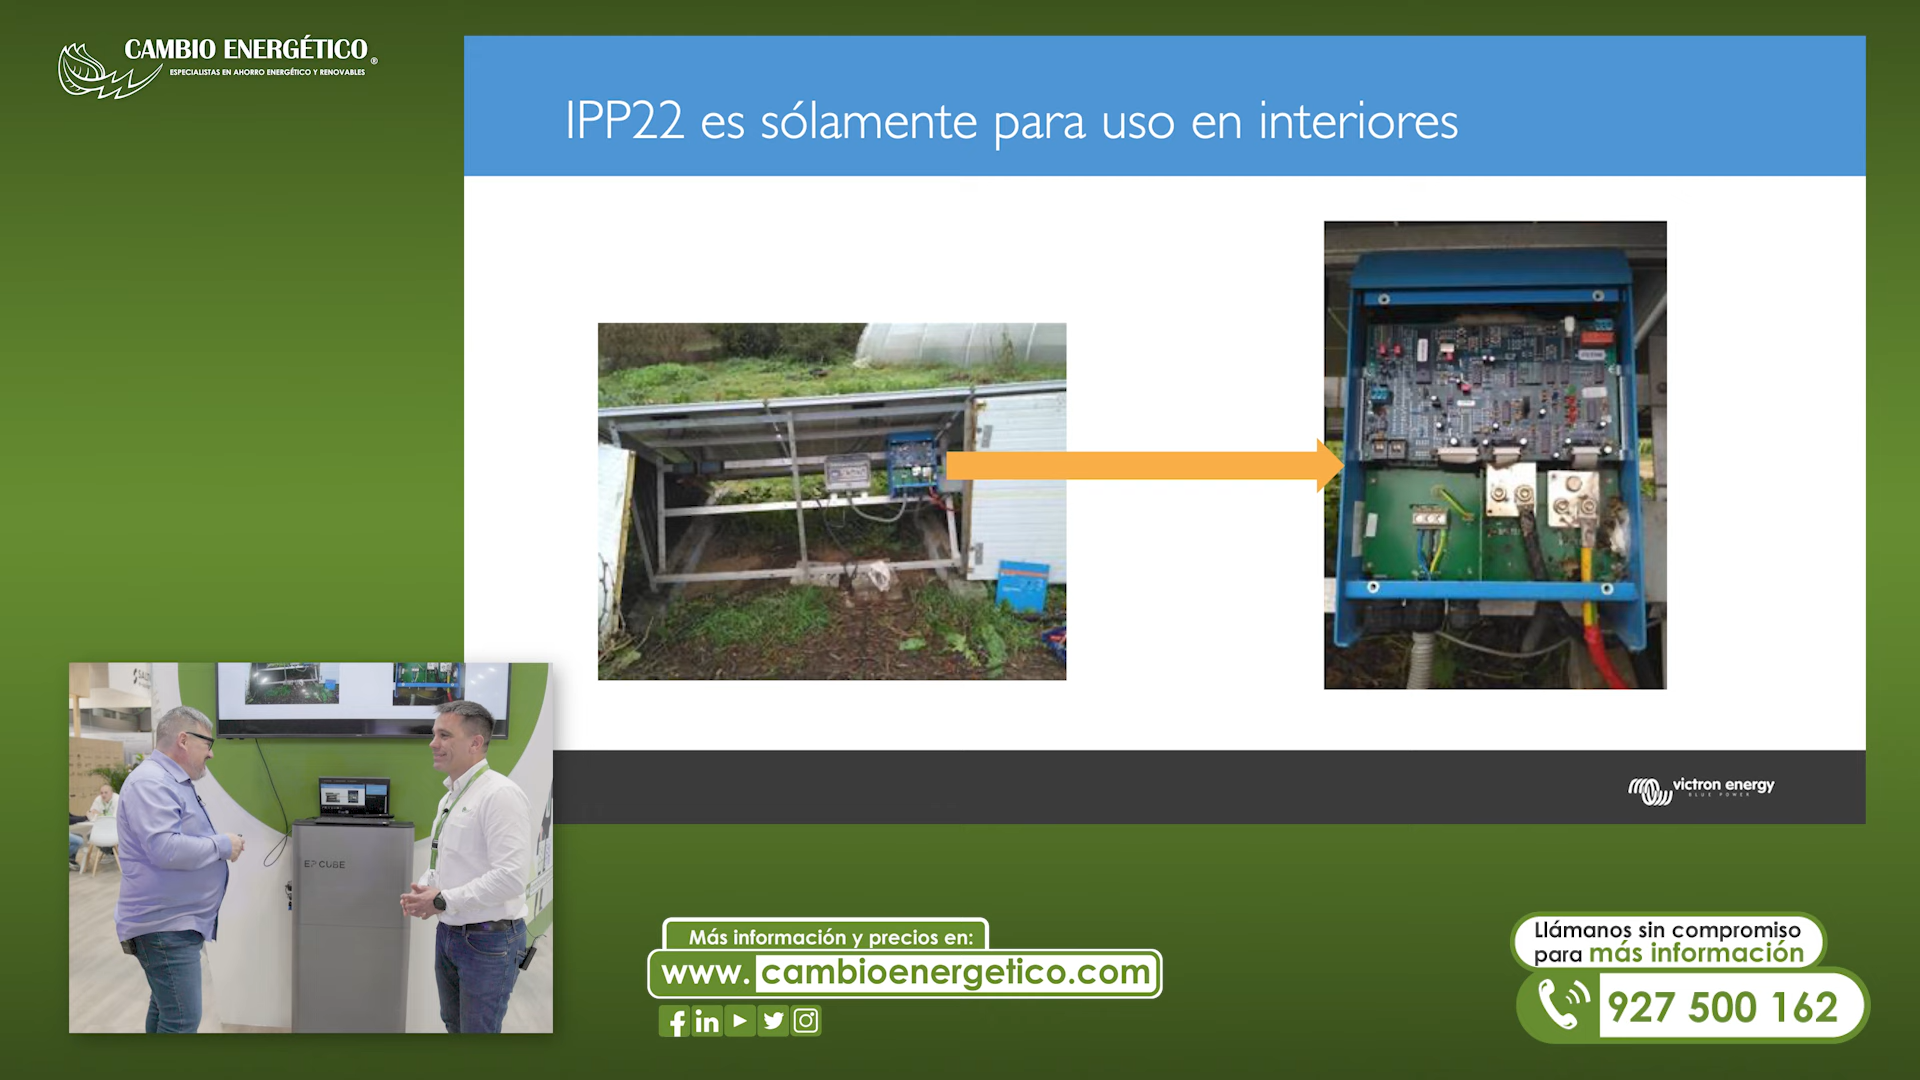 CAMBIO ENERGÉTICO ®
ESPECIALISTAS EN AHORRO ENERGÉTICO Y RENOVABLES
IPP22 es sólamente para uso en interiores
victron energy
BLUE POWER
EP CUBE
Más información y precios en:
www. cambioenergetico.com
Llámanos sin compromiso
para más información
927 500 162